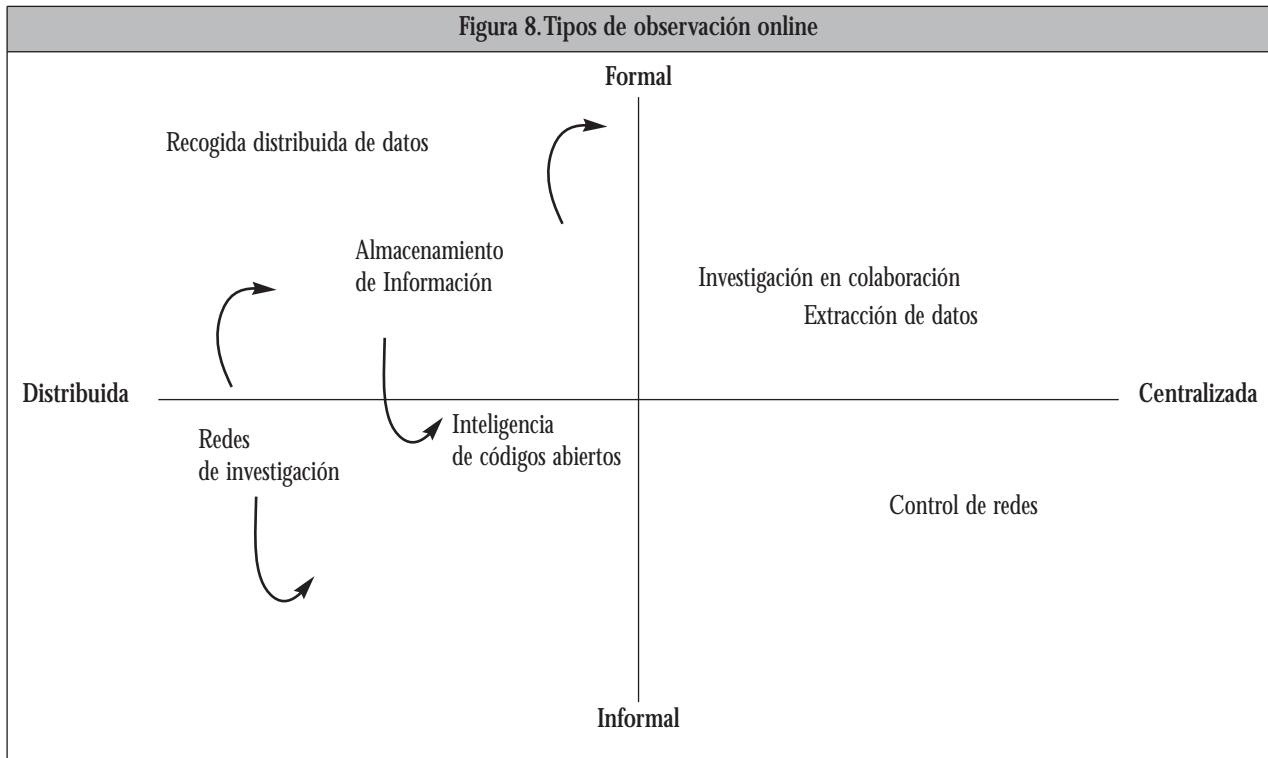 Figura 8. Tipos de observación online
Formal
Recogida distribuida de datos
Almacenamiento
de Información
Investigación en colaboración
Extracción de datos
Distribuida
Centralizada
Redes
de investigación
Inteligencia
de códigos abiertos
Control de redes
Informal